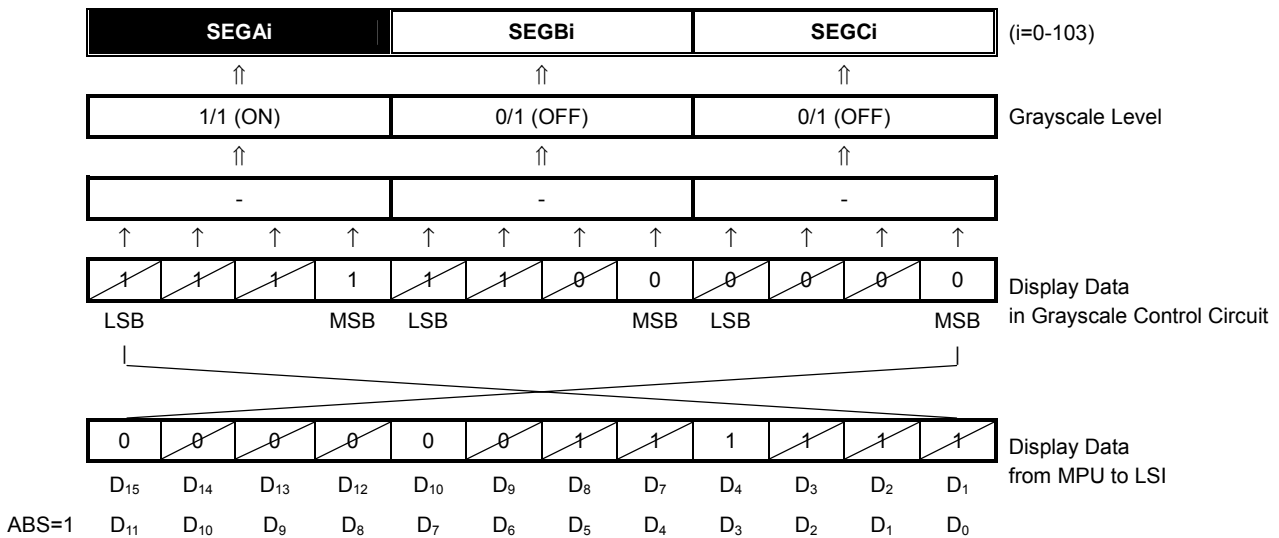 SEGAi SEGBi SEGCi (i=0-103)
⇑ ⇑ ⇑
1/1 (ON) 0/1 (OFF) 0/1 (OFF) Grayscale Level
⇑ ⇑ ⇑
- - -
↑ ↑ ↑ ↑ ↑ ↑ ↑ ↑ ↑ ↑ ↑ ↑
1 1 1 1 1 1 0 0 0 0 0 0 Display Data
in Grayscale Control Circuit
LSB MSB LSB MSB LSB MSB
0 0 0 0 0 0 1 1 1 1 1 1 Display Data
from MPU to LSI
D₁₅ D₁₄ D₁₃ D₁₂ D₁₀ D₉ D₈ D₇ D₄ D₃ D₂ D₁
ABS=1 D₁₁ D₁₀ D₉ D₈ D₇ D₆ D₅ D₄ D₃ D₂ D₁ D₀